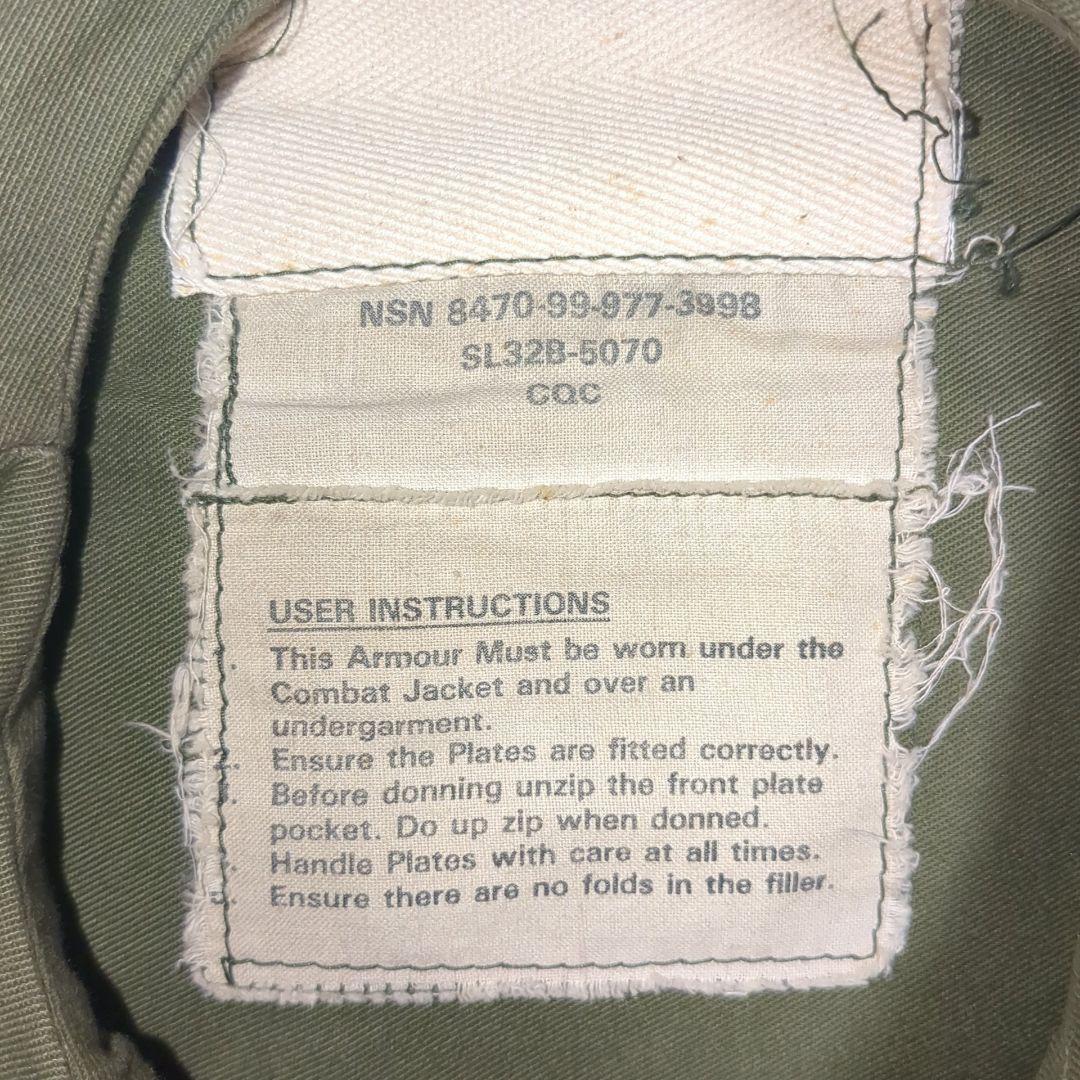 NSN 8470-99-977-3998
SL32B-5070
CQC
USER INSTRUCTIONS
This Armour Must be worn under the
Combat Jacket and over an
undergarment.
2. Ensure the Plates are fitted correctly.
Before donning unzip the front plate
pocket. Do up zip when donned.
Handle Plates with care at all times.
5. Ensure there are no folds in the filler.